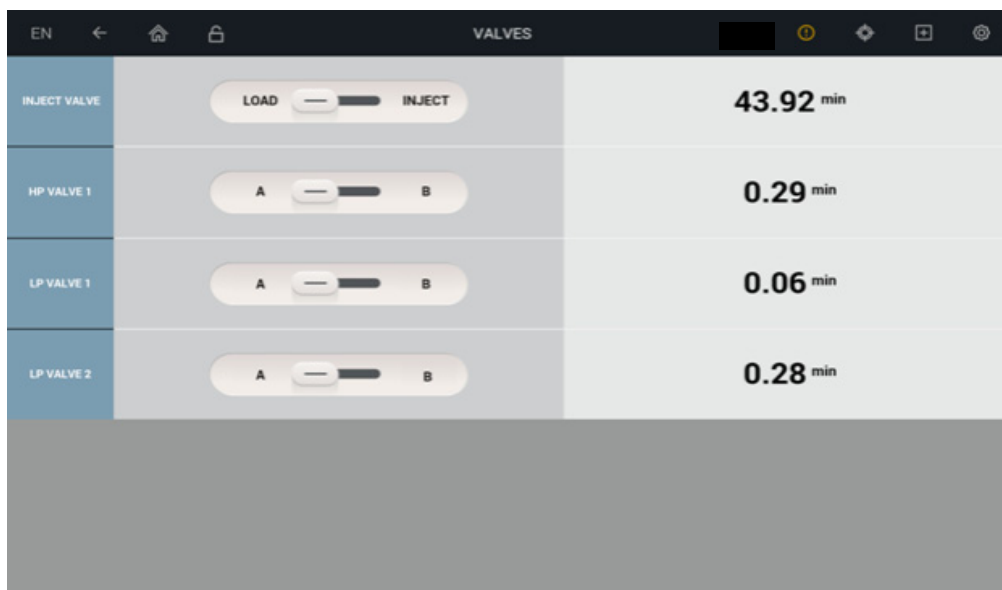 EN VALVES
INJECT VALVE LOAD INJECT 43.92 min
HP VALVE 1 A B 0.29 min
LP VALVE 1 A B 0.06 min
LP VALVE 2 A B 0.28 min